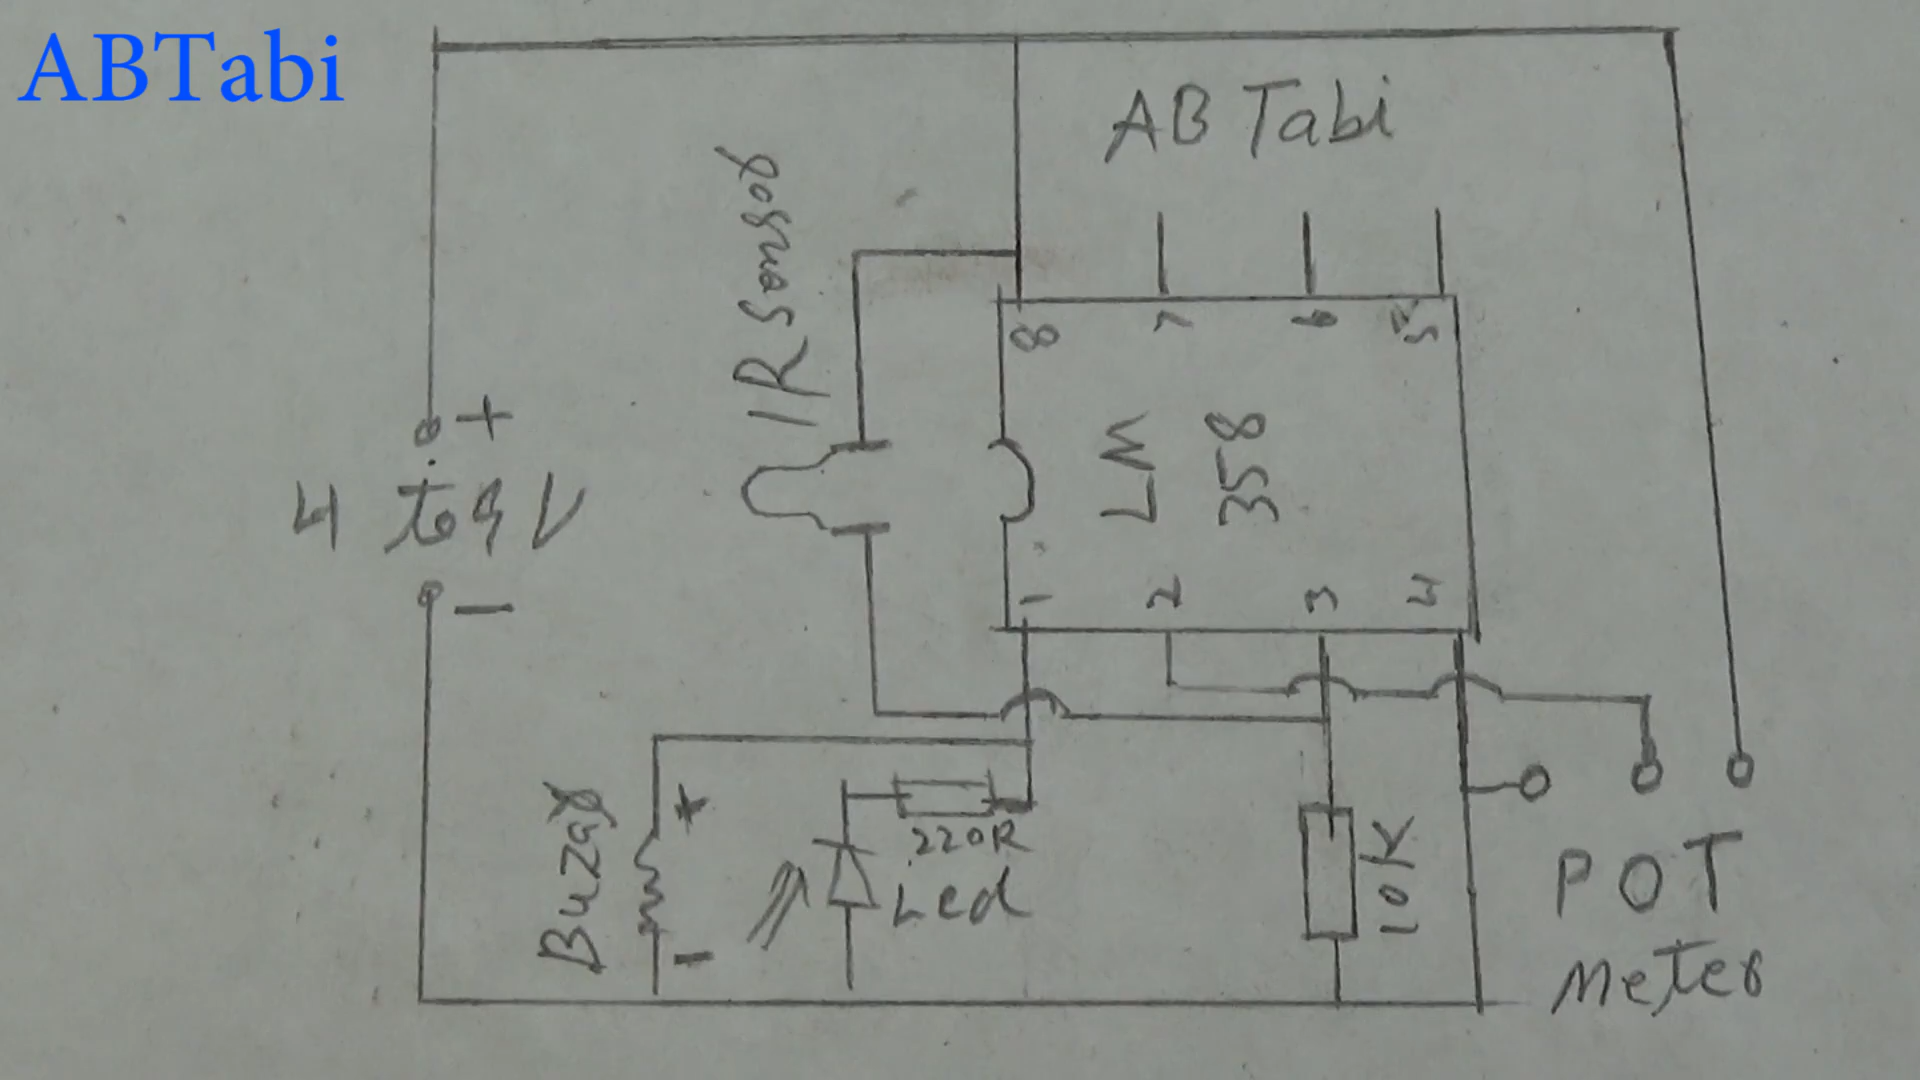 ABTabi
AB Tabi
IR Sensor
8 7 6 5
LM
358
+
4 to 9V
-
1 2 3 4
Buzar
+
-
220R
Led
10K
POT
Meter